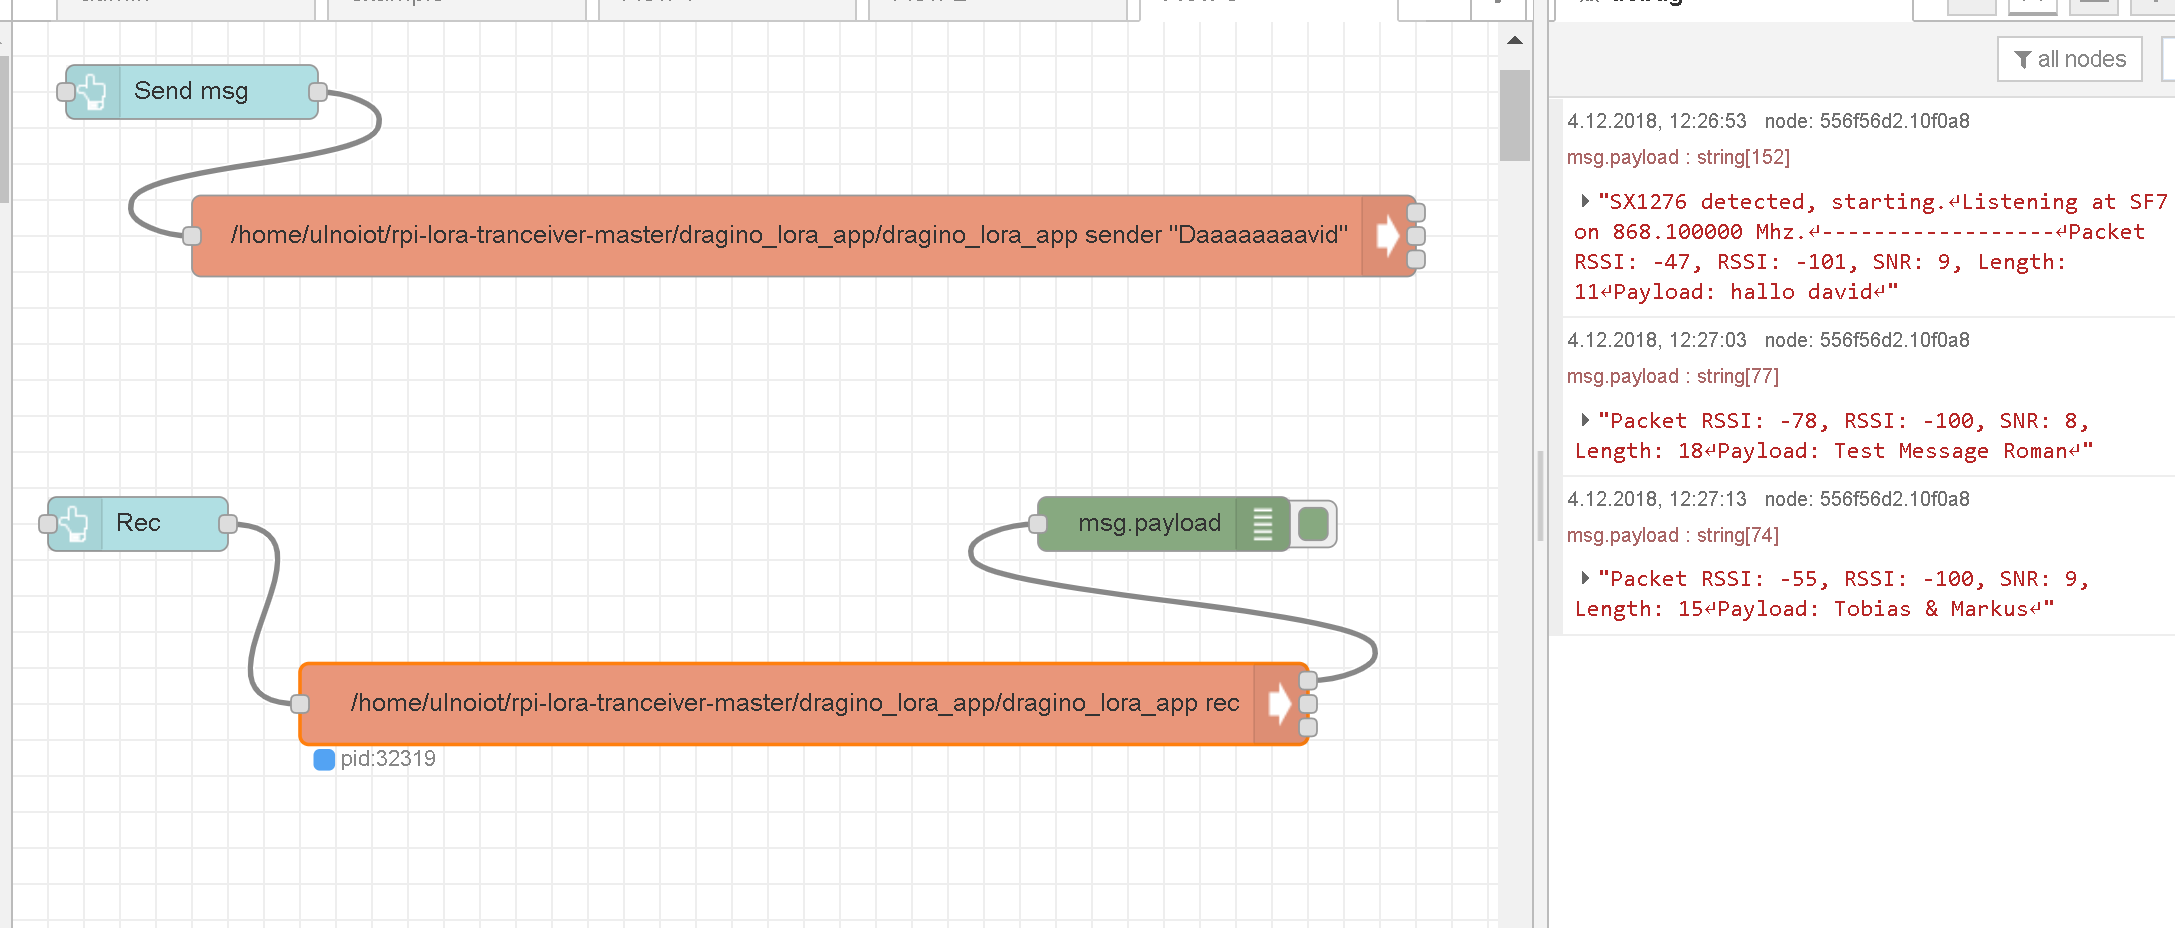 all nodes
Send msg
/home/ulnoiot/rpi-lora-tranceiver-master/dragino_lora_app/dragino_lora_app sender "Daaaaaaaavid"
Rec
msg.payload
/home/ulnoiot/rpi-lora-tranceiver-master/dragino_lora_app/dragino_lora_app rec
pid:32319
4.12.2018, 12:26:53 node: 556f56d2.10f0a8
msg.payload : string[152]
"SX1276 detected, starting.↵Listening at SF7
on 868.100000 Mhz.↵------------------↵Packet
RSSI: -47, RSSI: -101, SNR: 9, Length:
11↵Payload: hallo david↵"
4.12.2018, 12:27:03 node: 556f56d2.10f0a8
msg.payload : string[77]
"Packet RSSI: -78, RSSI: -100, SNR: 8,
Length: 18↵Payload: Test Message Roman↵"
4.12.2018, 12:27:13 node: 556f56d2.10f0a8
msg.payload : string[74]
"Packet RSSI: -55, RSSI: -100, SNR: 9,
Length: 15↵Payload: Tobias & Markus↵"